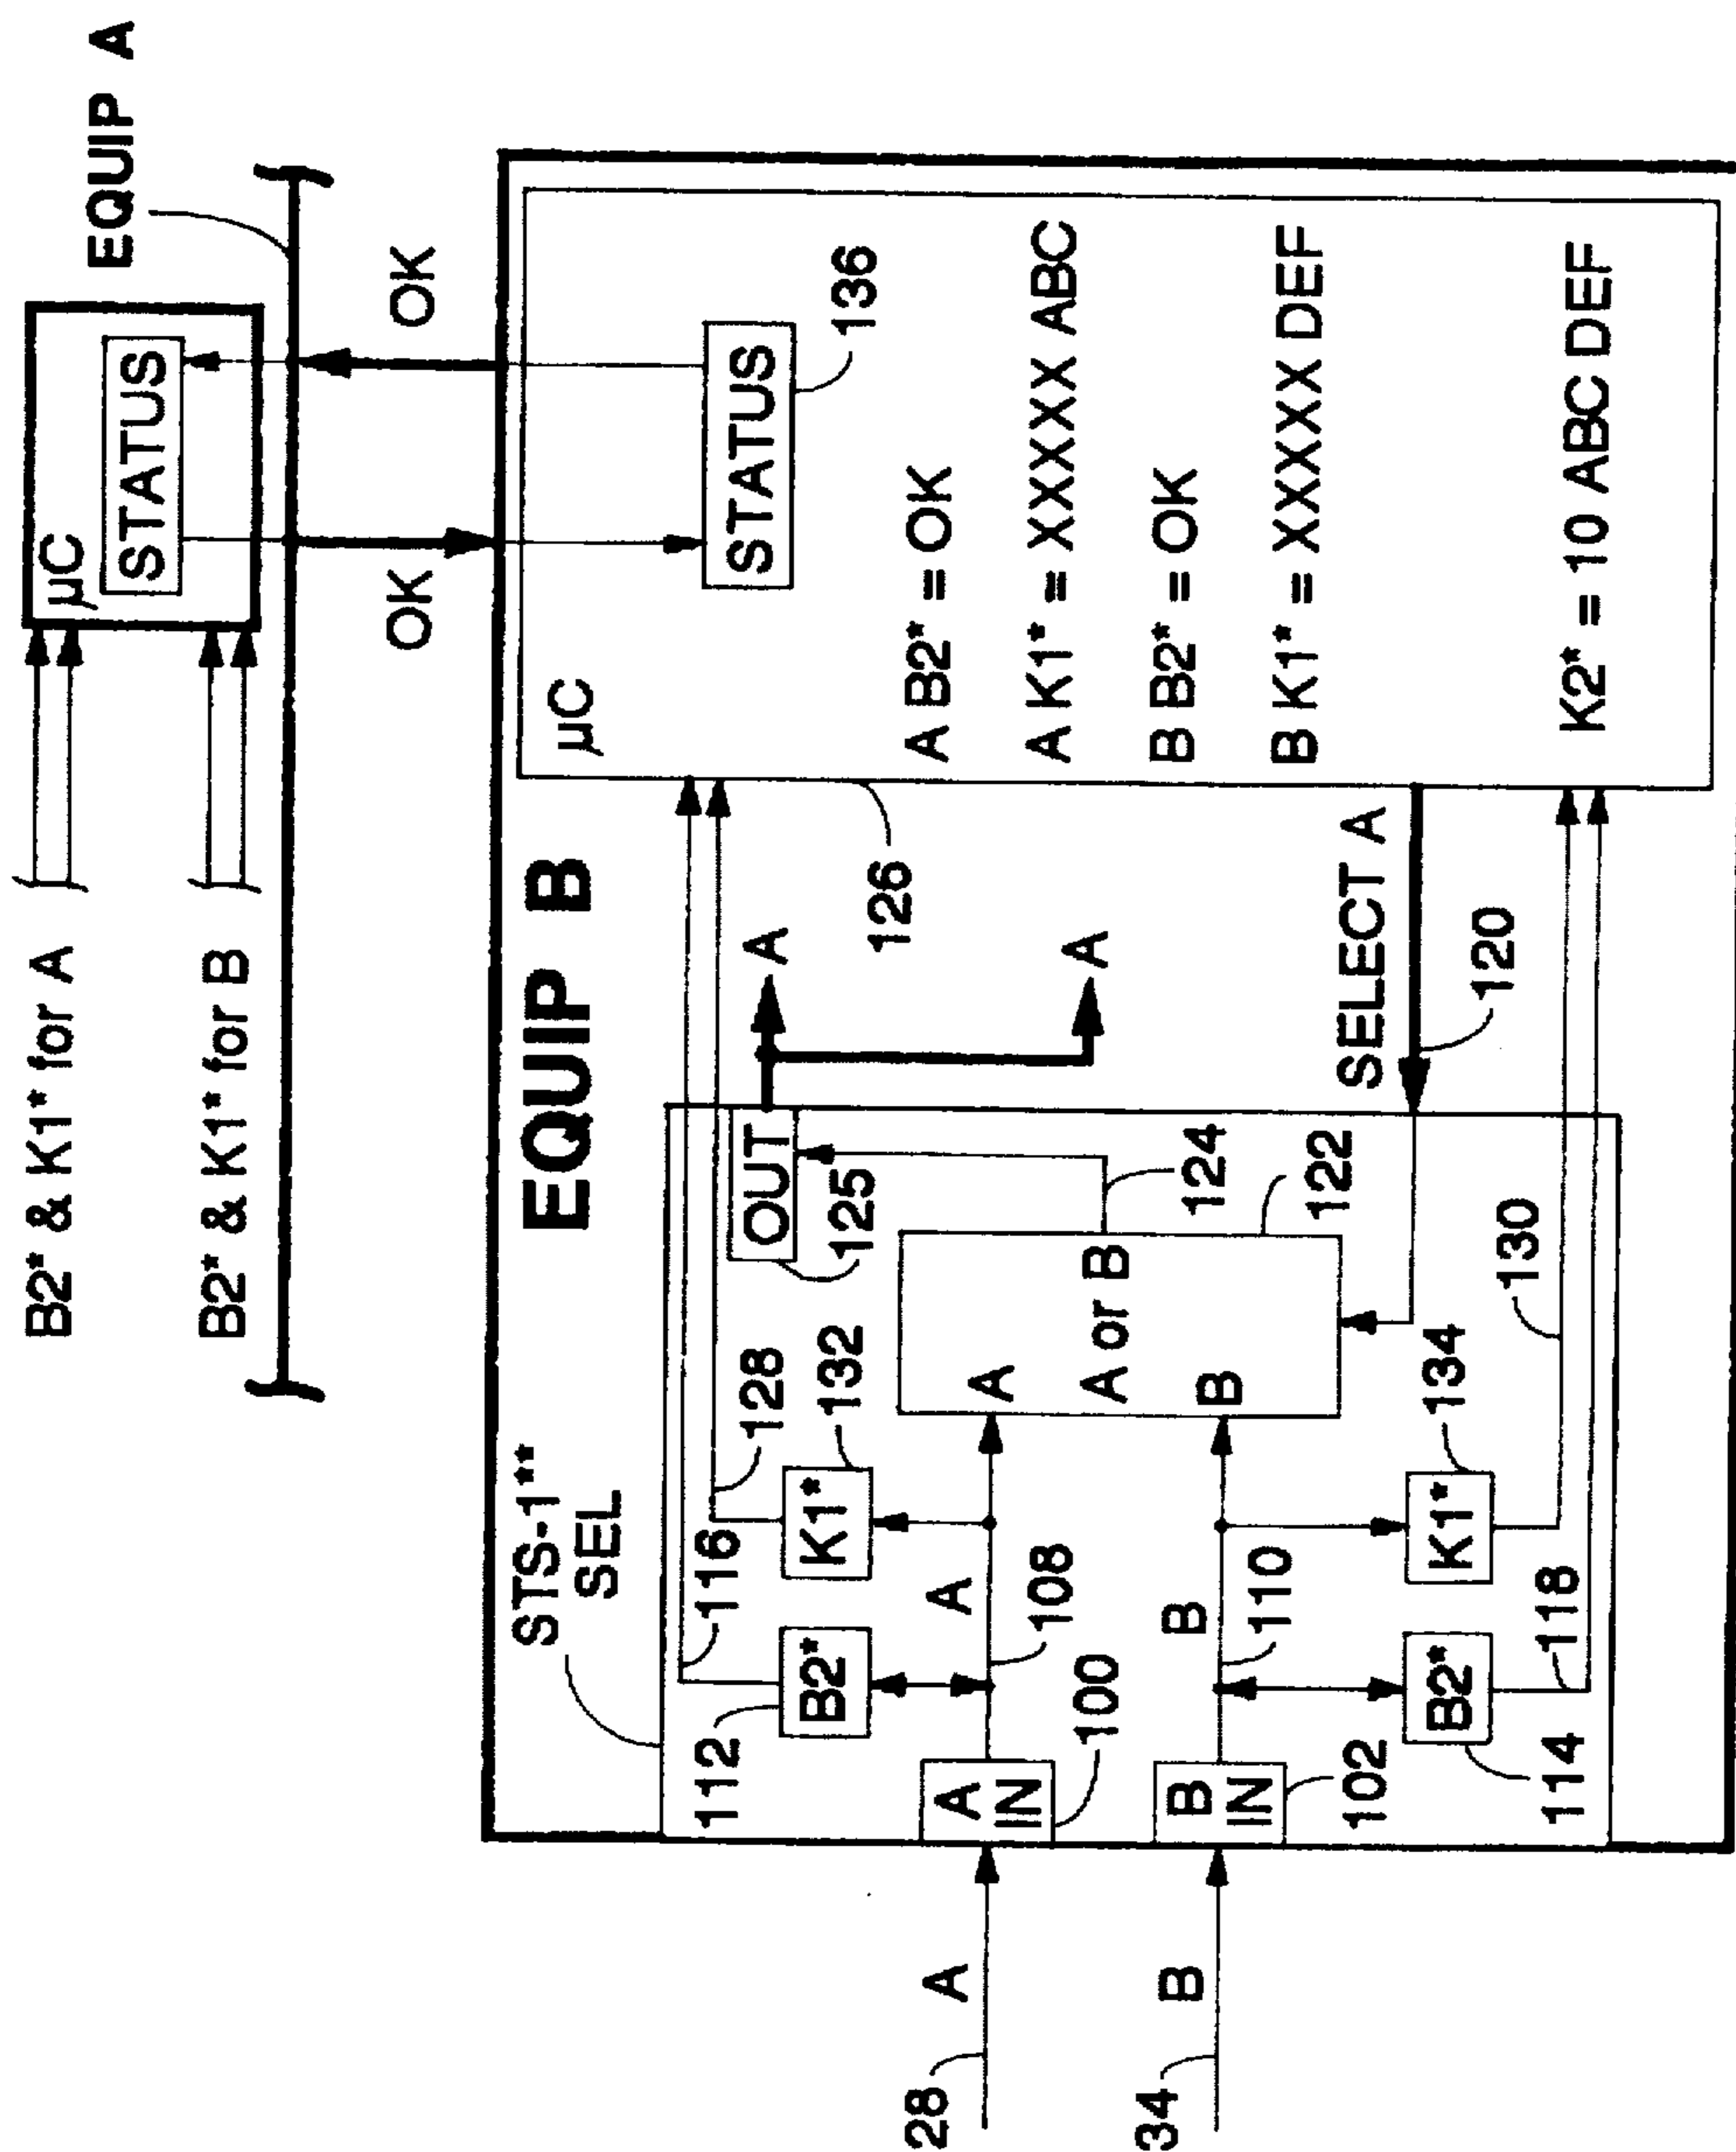 B2* & K1* for A
B2* & K1* for B
µC
STATUS
EQUIP A
OK
OK
EQUIP B
STS-1**
SEL
116
128
112
B2*
K1*
132
OUT
125
A
A
126
A
28
A
IN
100
A
108
A
A or B
B
124
122
B
34
B
IN
102
B
110
B2*
114
118
K1*
134
130
SELECT A
120
µC
STATUS
136
A B2* = OK
A K1* = XXXXX ABC
B B2* = OK
B K1* = XXXXX DEF
K2* = 10 ABC DEF